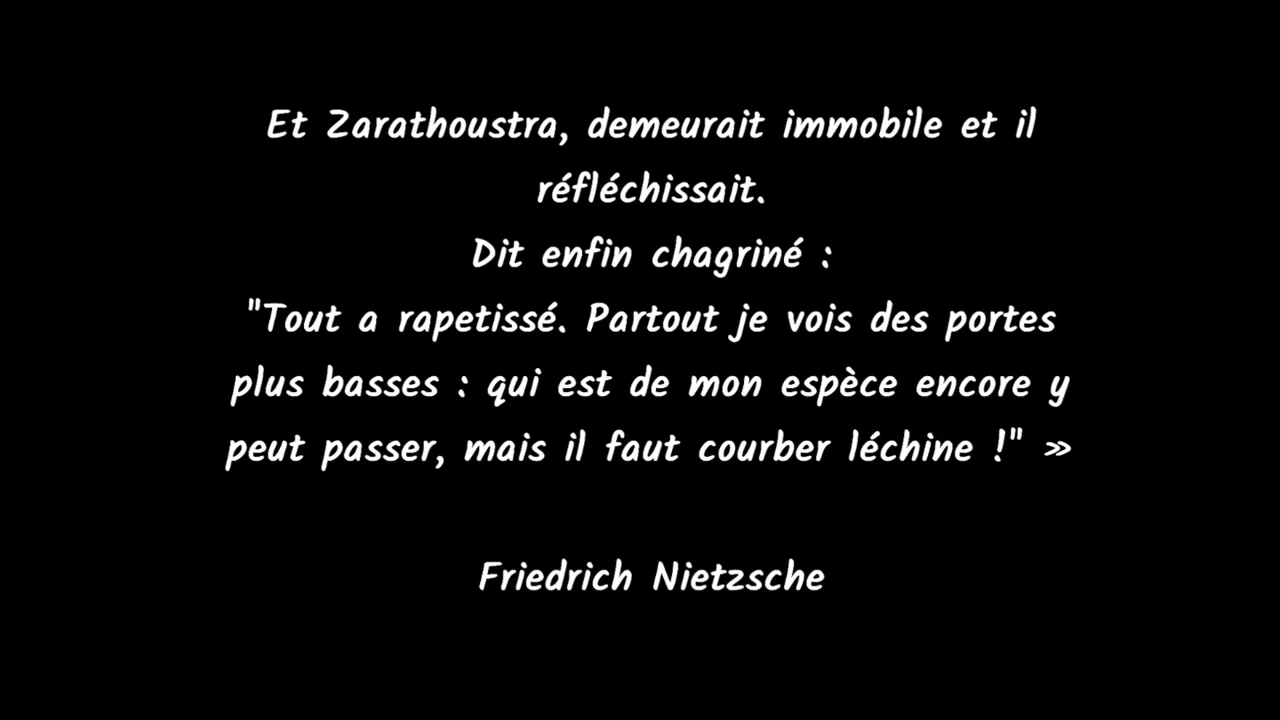 Et Zarathoustra, demeurait immobile et il
réfléchissait.
Dit enfin chagriné :
"Tout a rapetissé. Partout je vois des portes
plus basses : qui est de mon espèce encore y
peut passer, mais il faut courber léchine !" »
Friedrich Nietzsche